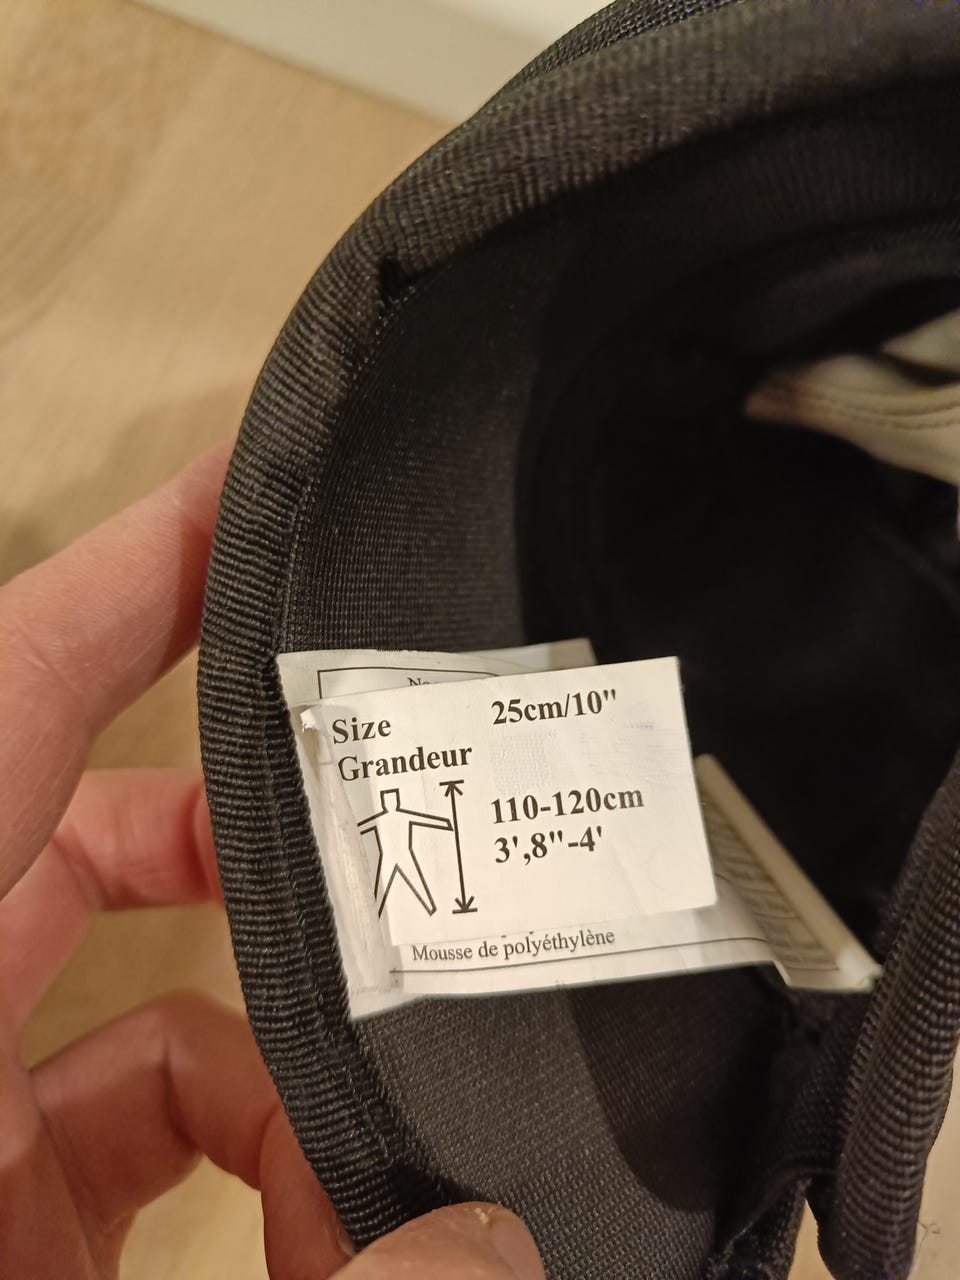 Size 25cm/10"
Grandeur
110-120cm
3',8"-4'
Mousse de polyéthylène